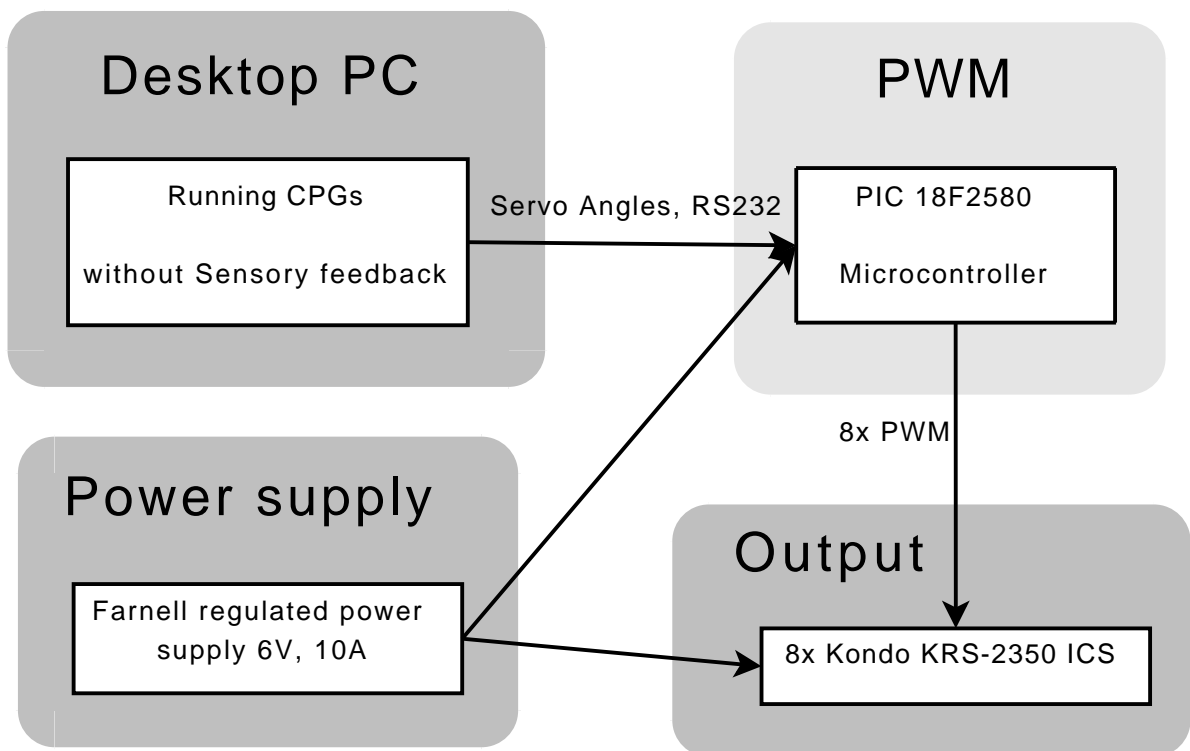 Desktop PC
Running CPGs
without Sensory feedback
Servo Angles, RS232
PWM
PIC 18F2580
Microcontroller
8x PWM
Power supply
Farnell regulated power
supply 6V, 10A
Output
8x Kondo KRS-2350 ICS